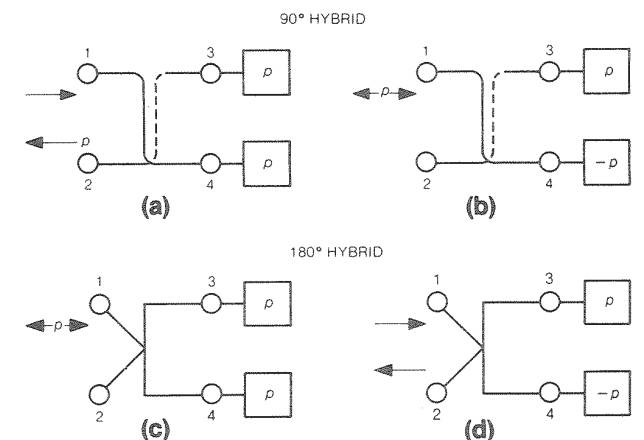 90° HYBRID
1 3 1 3
p p
p
p
p -p
2 4 2 4
(a) (b)
180° HYBRID
1 3 1 3
p p
p
p -p
2 4 2 4
(c) (d)